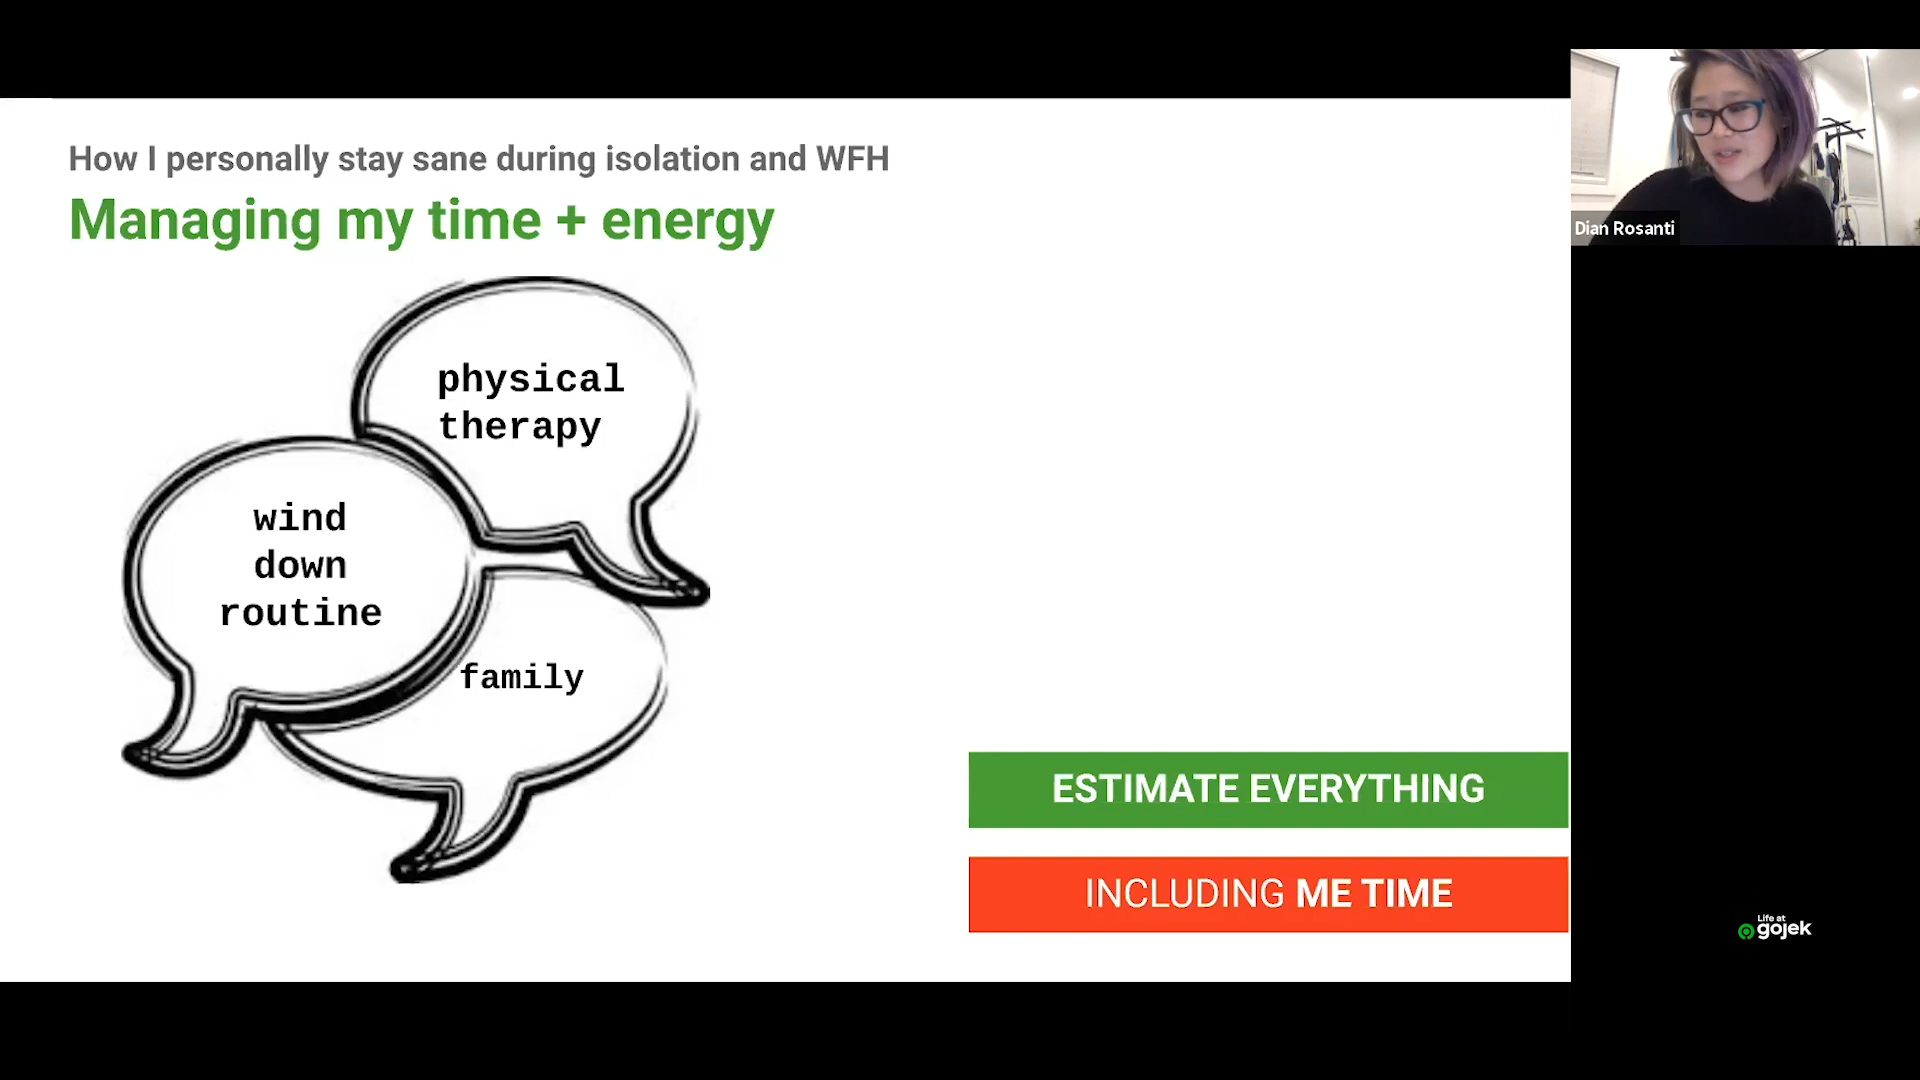 How I personally stay sane during isolation and WFH
Managing my time + energy
physical
therapy
wind
down
routine
family
ESTIMATE EVERYTHING
INCLUDING ME TIME
Dian Rosanti
Life at
gojek